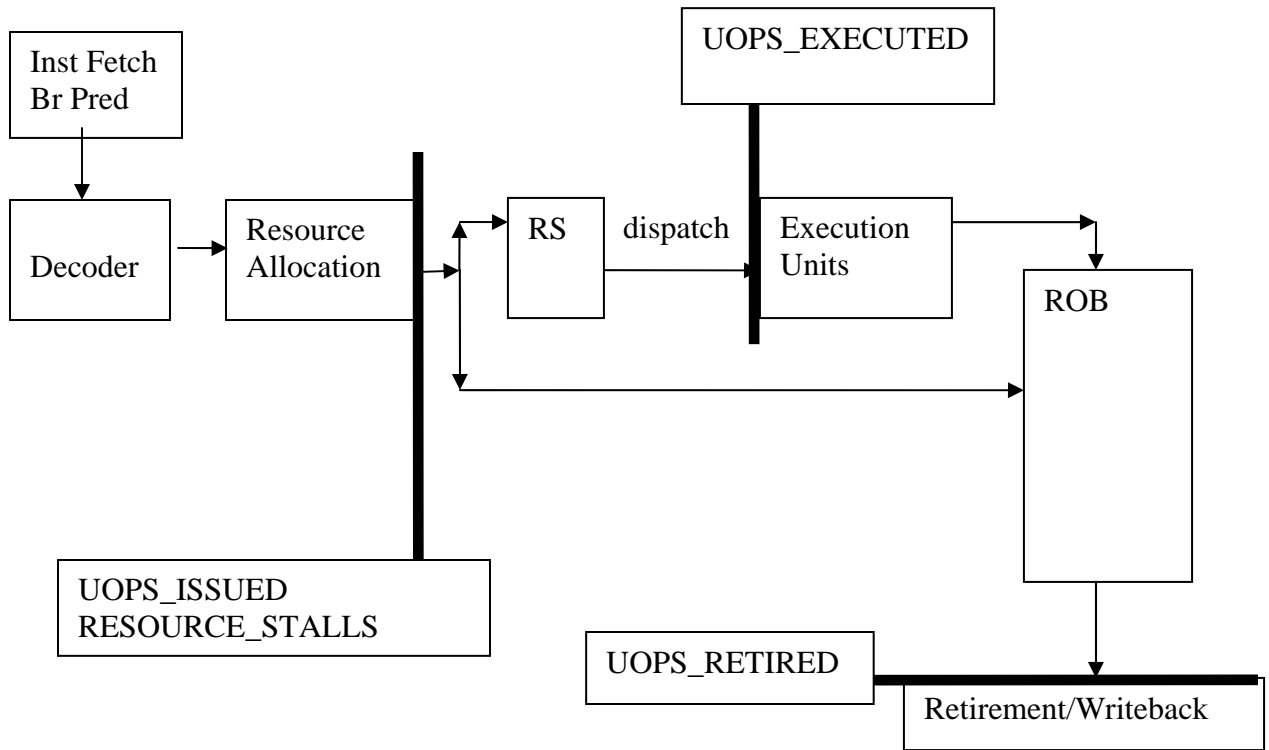 UOPS_EXECUTED
Inst Fetch
Br Pred
Decoder
Resource
Allocation
RS
dispatch
Execution
Units
ROB
UOPS_ISSUED
RESOURCE_STALLS
UOPS_RETIRED
Retirement/Writeback